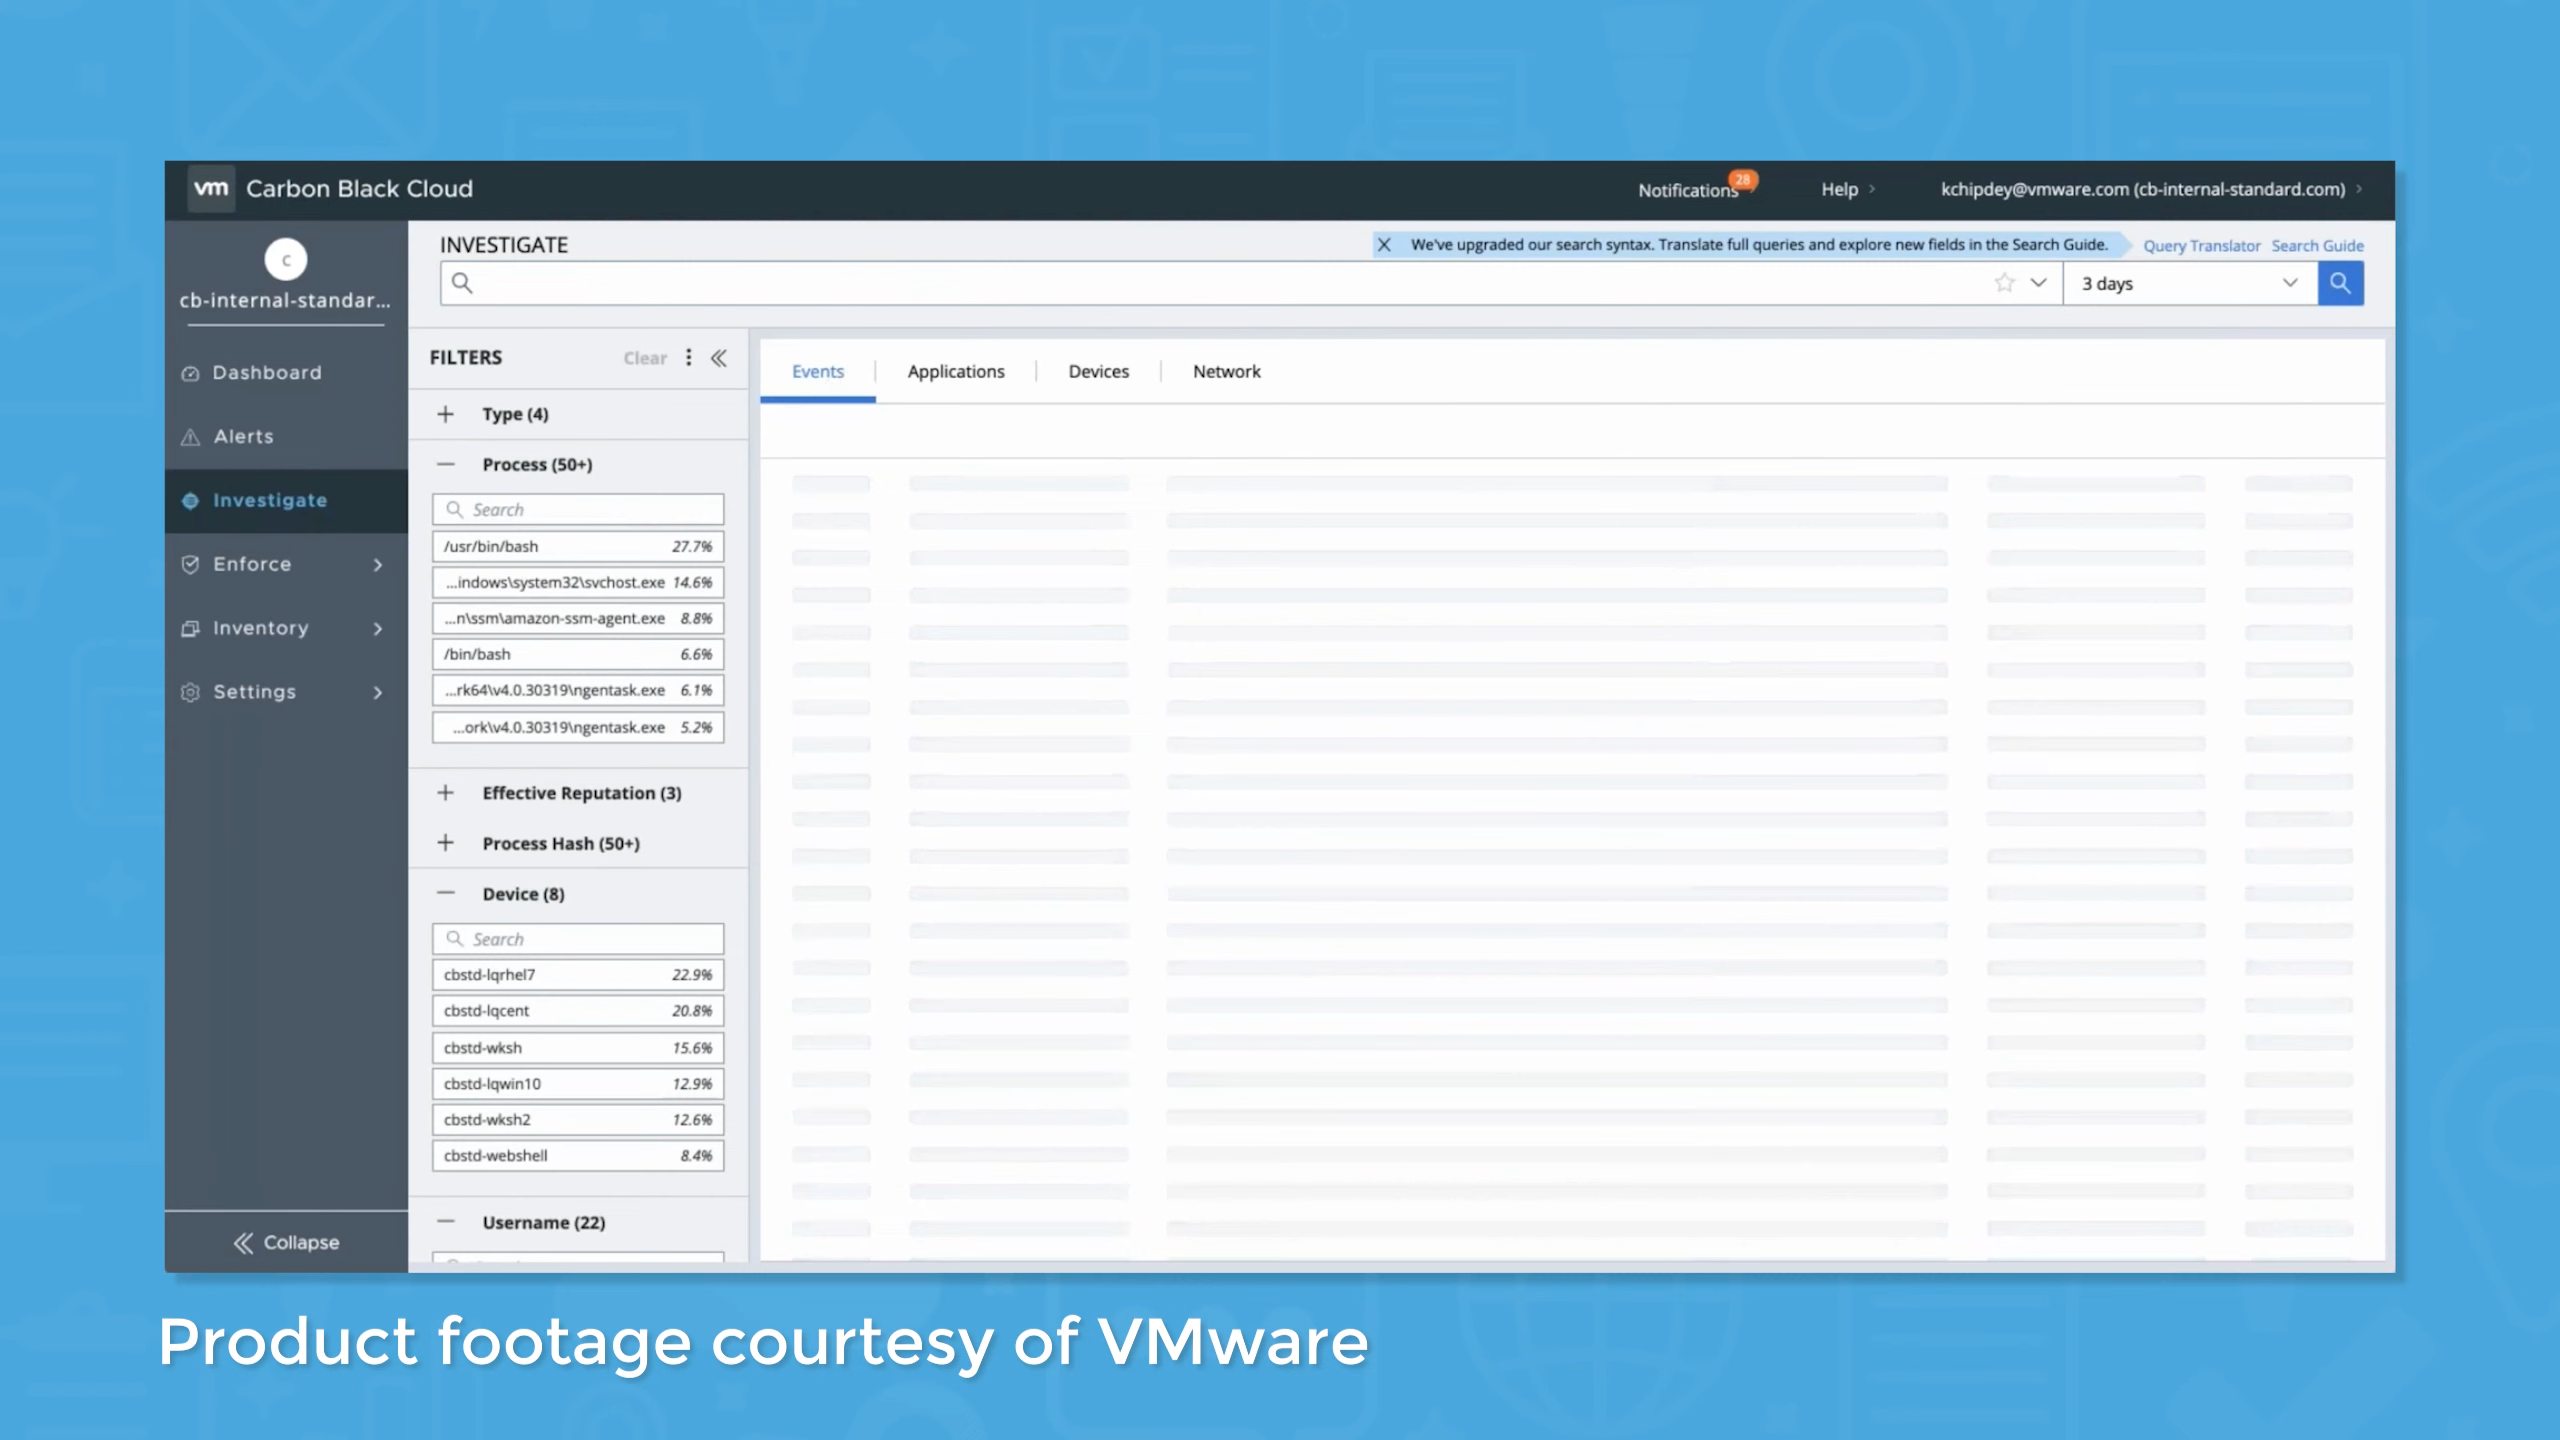 vm Carbon Black Cloud
Notifications 28
Help
kchipdey@vmware.com (cb-internal-standard.com)
C
cb-internal-standar...
Dashboard
Alerts
Investigate
Enforce
Inventory
Settings
Collapse
INVESTIGATE
We've upgraded our search syntax. Translate full queries and explore new fields in the Search Guide.
Query Translator Search Guide
3 days
FILTERS Clear
Type (4)
Process (50+)
Search
/usr/bin/bash 27.7%
...indows\system32\svchost.exe 14.6%
...n\ssm\amazon-ssm-agent.exe 8.8%
/bin/bash 6.6%
...rk64\v4.0.30319\ngentask.exe 6.1%
...ork\v4.0.30319\ngentask.exe 5.2%
Effective Reputation (3)
Process Hash (50+)
Device (8)
Search
cbstd-lqrhel7 22.9%
cbstd-lqcent 20.8%
cbstd-wksh 15.6%
cbstd-lqwin10 12.9%
cbstd-wksh2 12.6%
cbstd-webshell 8.4%
Username (22)
Events
Applications
Devices
Network
Product footage courtesy of VMware